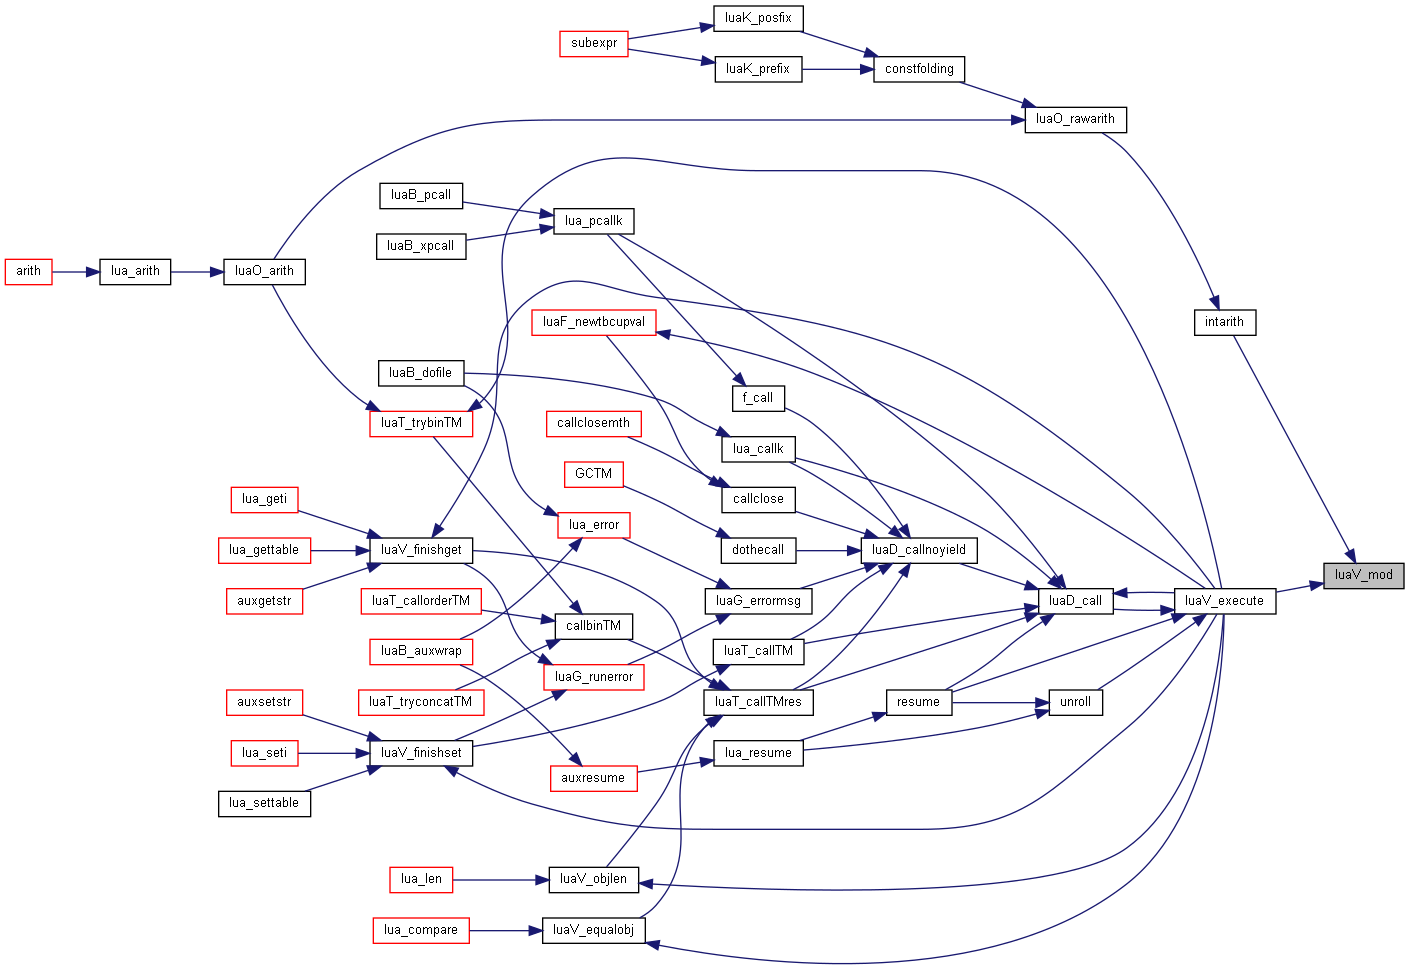 luaK_posfix
subexpr
luaK_prefix
constfolding
luaO_rawarith
luaB_pcall
lua_pcallk
luaB_xpcall
arith
lua_arith
luaO_arith
luaF_newtbcupval
intarith
luaB_dofile
f_call
luaT_trybinTM
callclosemth
lua_callk
GCTM
lua_geti
callclose
lua_error
lua_gettable
luaV_finishget
dothecall
luaD_callnoyield
luaV_mod
auxgetstr
luaT_callorderTM
luaG_errormsg
luaD_call
luaV_execute
callbinTM
luaB_auxwrap
luaT_callTM
luaG_runerror
auxsetstr
luaT_tryconcatTM
luaT_callTMres
resume
unroll
lua_seti
luaV_finishset
lua_resume
auxresume
lua_settable
lua_len
luaV_objlen
lua_compare
luaV_equalobj